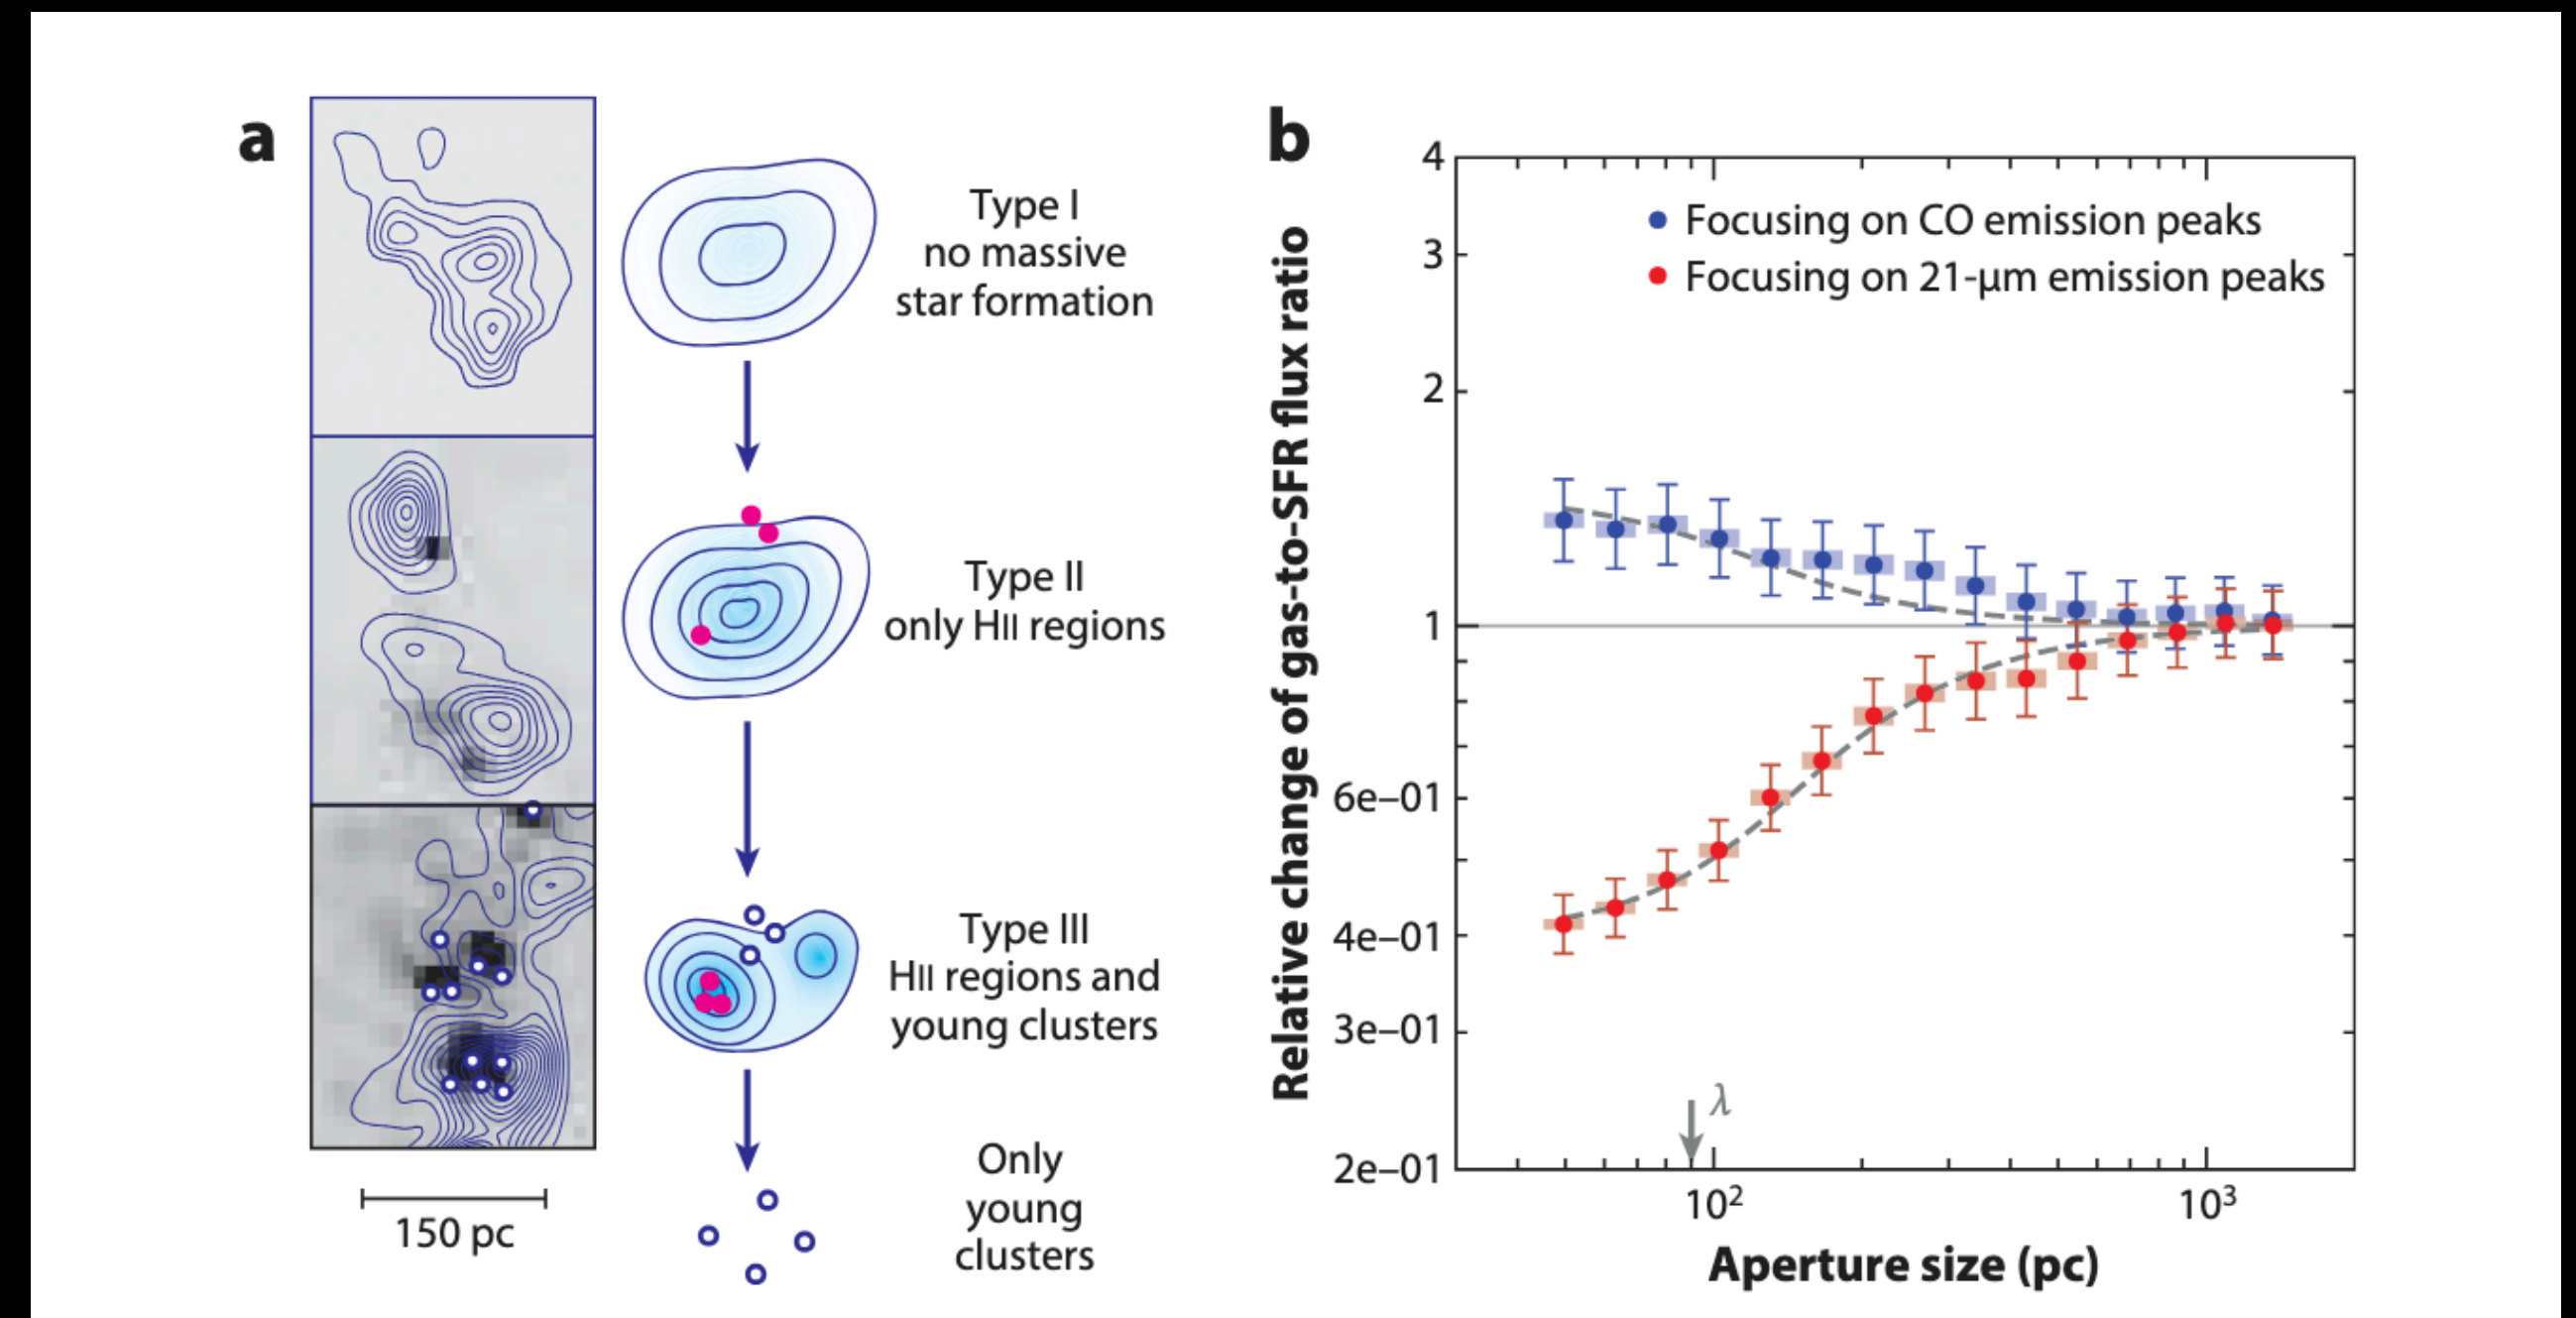 a
Type I
no massive
star formation
Type II
only HII regions
Type III
HII regions and
young clusters
Only
young
clusters
150 pc
b
Relative change of gas-to-SFR flux ratio
4
3
2
1
6e–01
4e–01
3e–01
2e–01
Focusing on CO emission peaks
Focusing on 21-μm emission peaks
λ
10²
10³
Aperture size (pc)